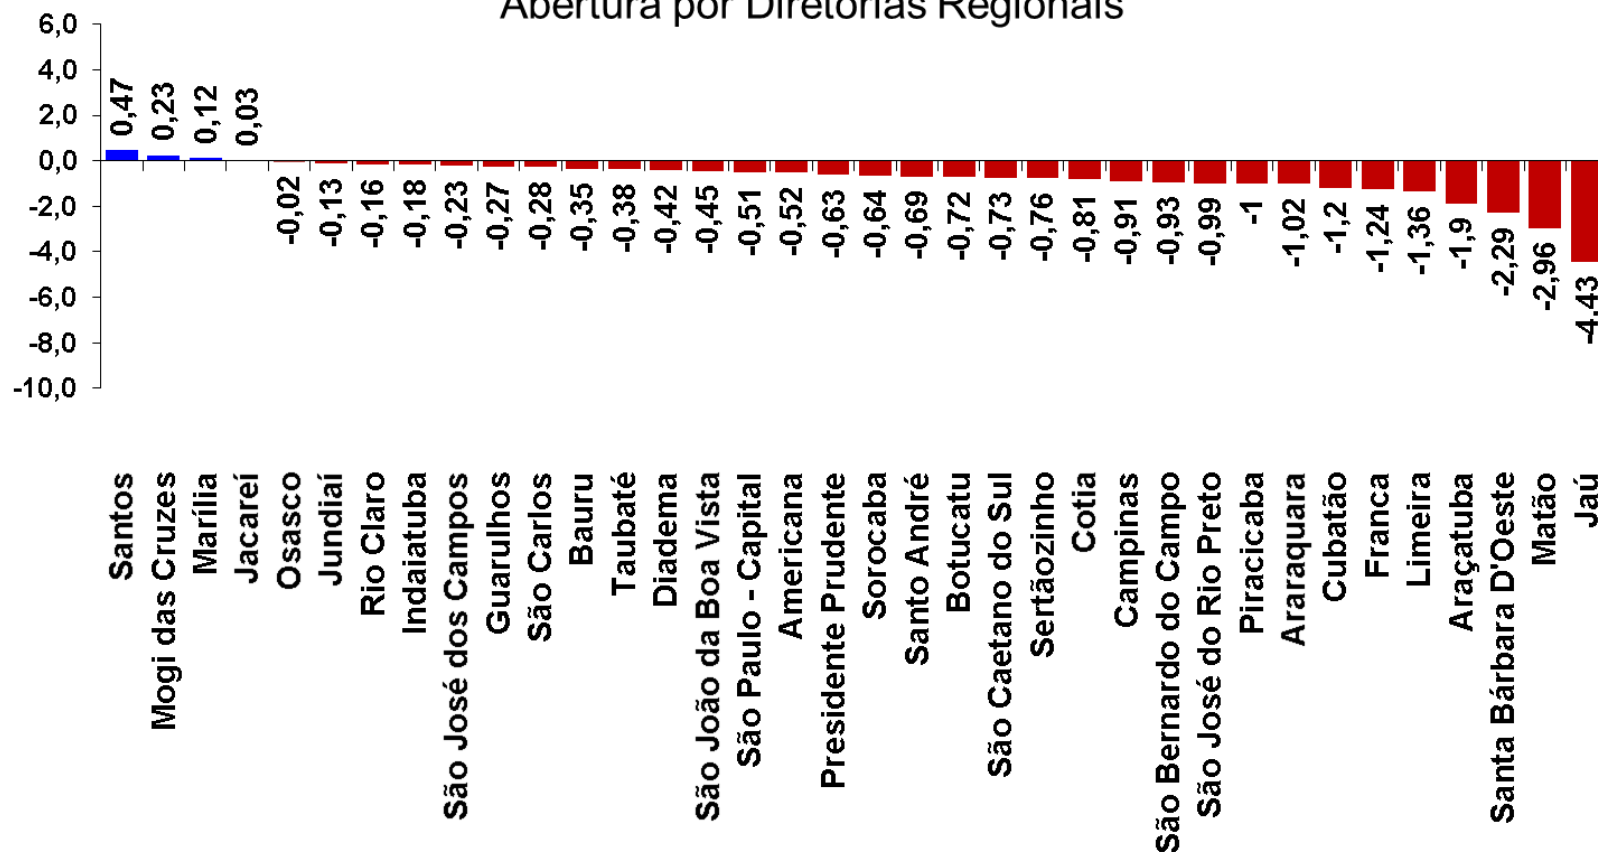 Abertura por Diretorias Regionais
6,0
4,0
2,0
0,0
-2,0
-4,0
-6,0
-8,0
-10,0
0,47
0,23
0,12
0,03
-0,02
-0,13
-0,16
-0,18
-0,23
-0,27
-0,28
-0,35
-0,38
-0,42
-0,45
-0,51
-0,52
-0,63
-0,64
-0,69
-0,72
-0,73
-0,76
-0,81
-0,91
-0,93
-0,99
-1
-1,02
-1,2
-1,24
-1,36
-1,9
-2,29
-2,96
-4,43
Santos
Mogi das Cruzes
Marília
Jacareí
Osasco
Jundiaí
Rio Claro
Indaiatuba
São José dos Campos
Guarulhos
São Carlos
Bauru
Taubaté
Diadema
São João da Boa Vista
São Paulo - Capital
Americana
Presidente Prudente
Sorocaba
Santo André
Botucatu
São Caetano do Sul
Sertãozinho
Cotia
Campinas
São Bernardo do Campo
São José do Rio Preto
Piracicaba
Araraquara
Cubatão
Franca
Limeira
Araçatuba
Santa Bárbara D'Oeste
Matão
Jaú